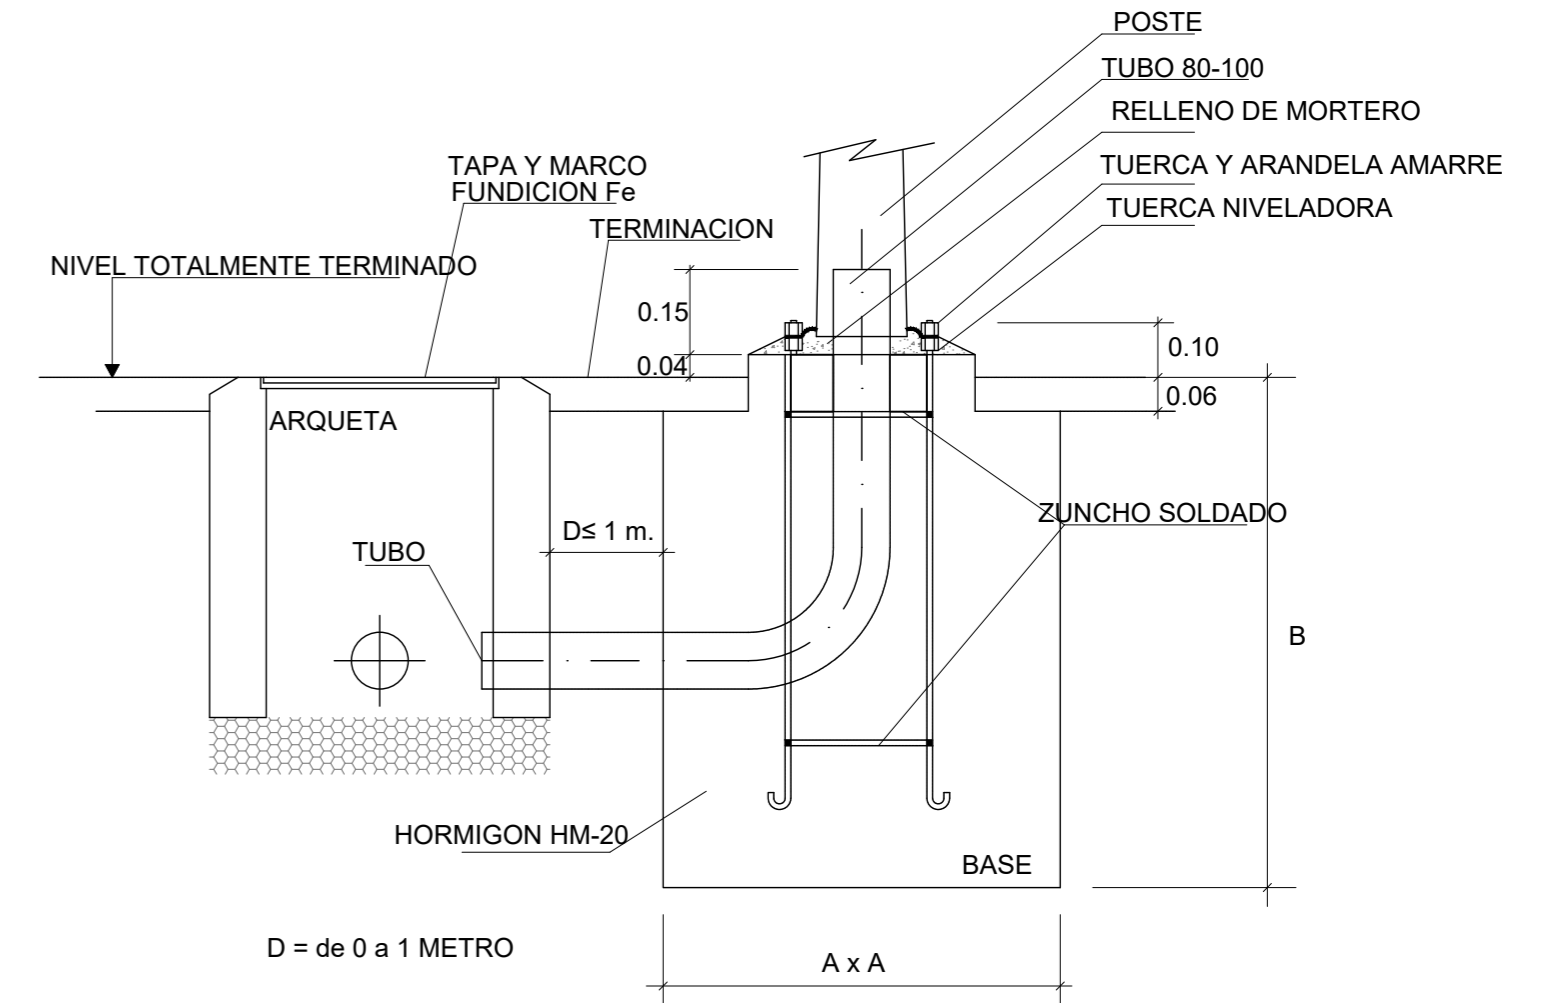 POSTE
TUBO 80-100
RELLENO DE MORTERO
TUERCA Y ARANDELA AMARRE
TUERCA NIVELADORA
TAPA Y MARCO
FUNDICION Fe
TERMINACION
NIVEL TOTALMENTE TERMINADO
0.15
0.04
0.10
0.06
ARQUETA
D≤ 1 m.
TUBO
ZUNCHO SOLDADO
B
HORMIGON HM-20
BASE
D = de 0 a 1 METRO
A x A